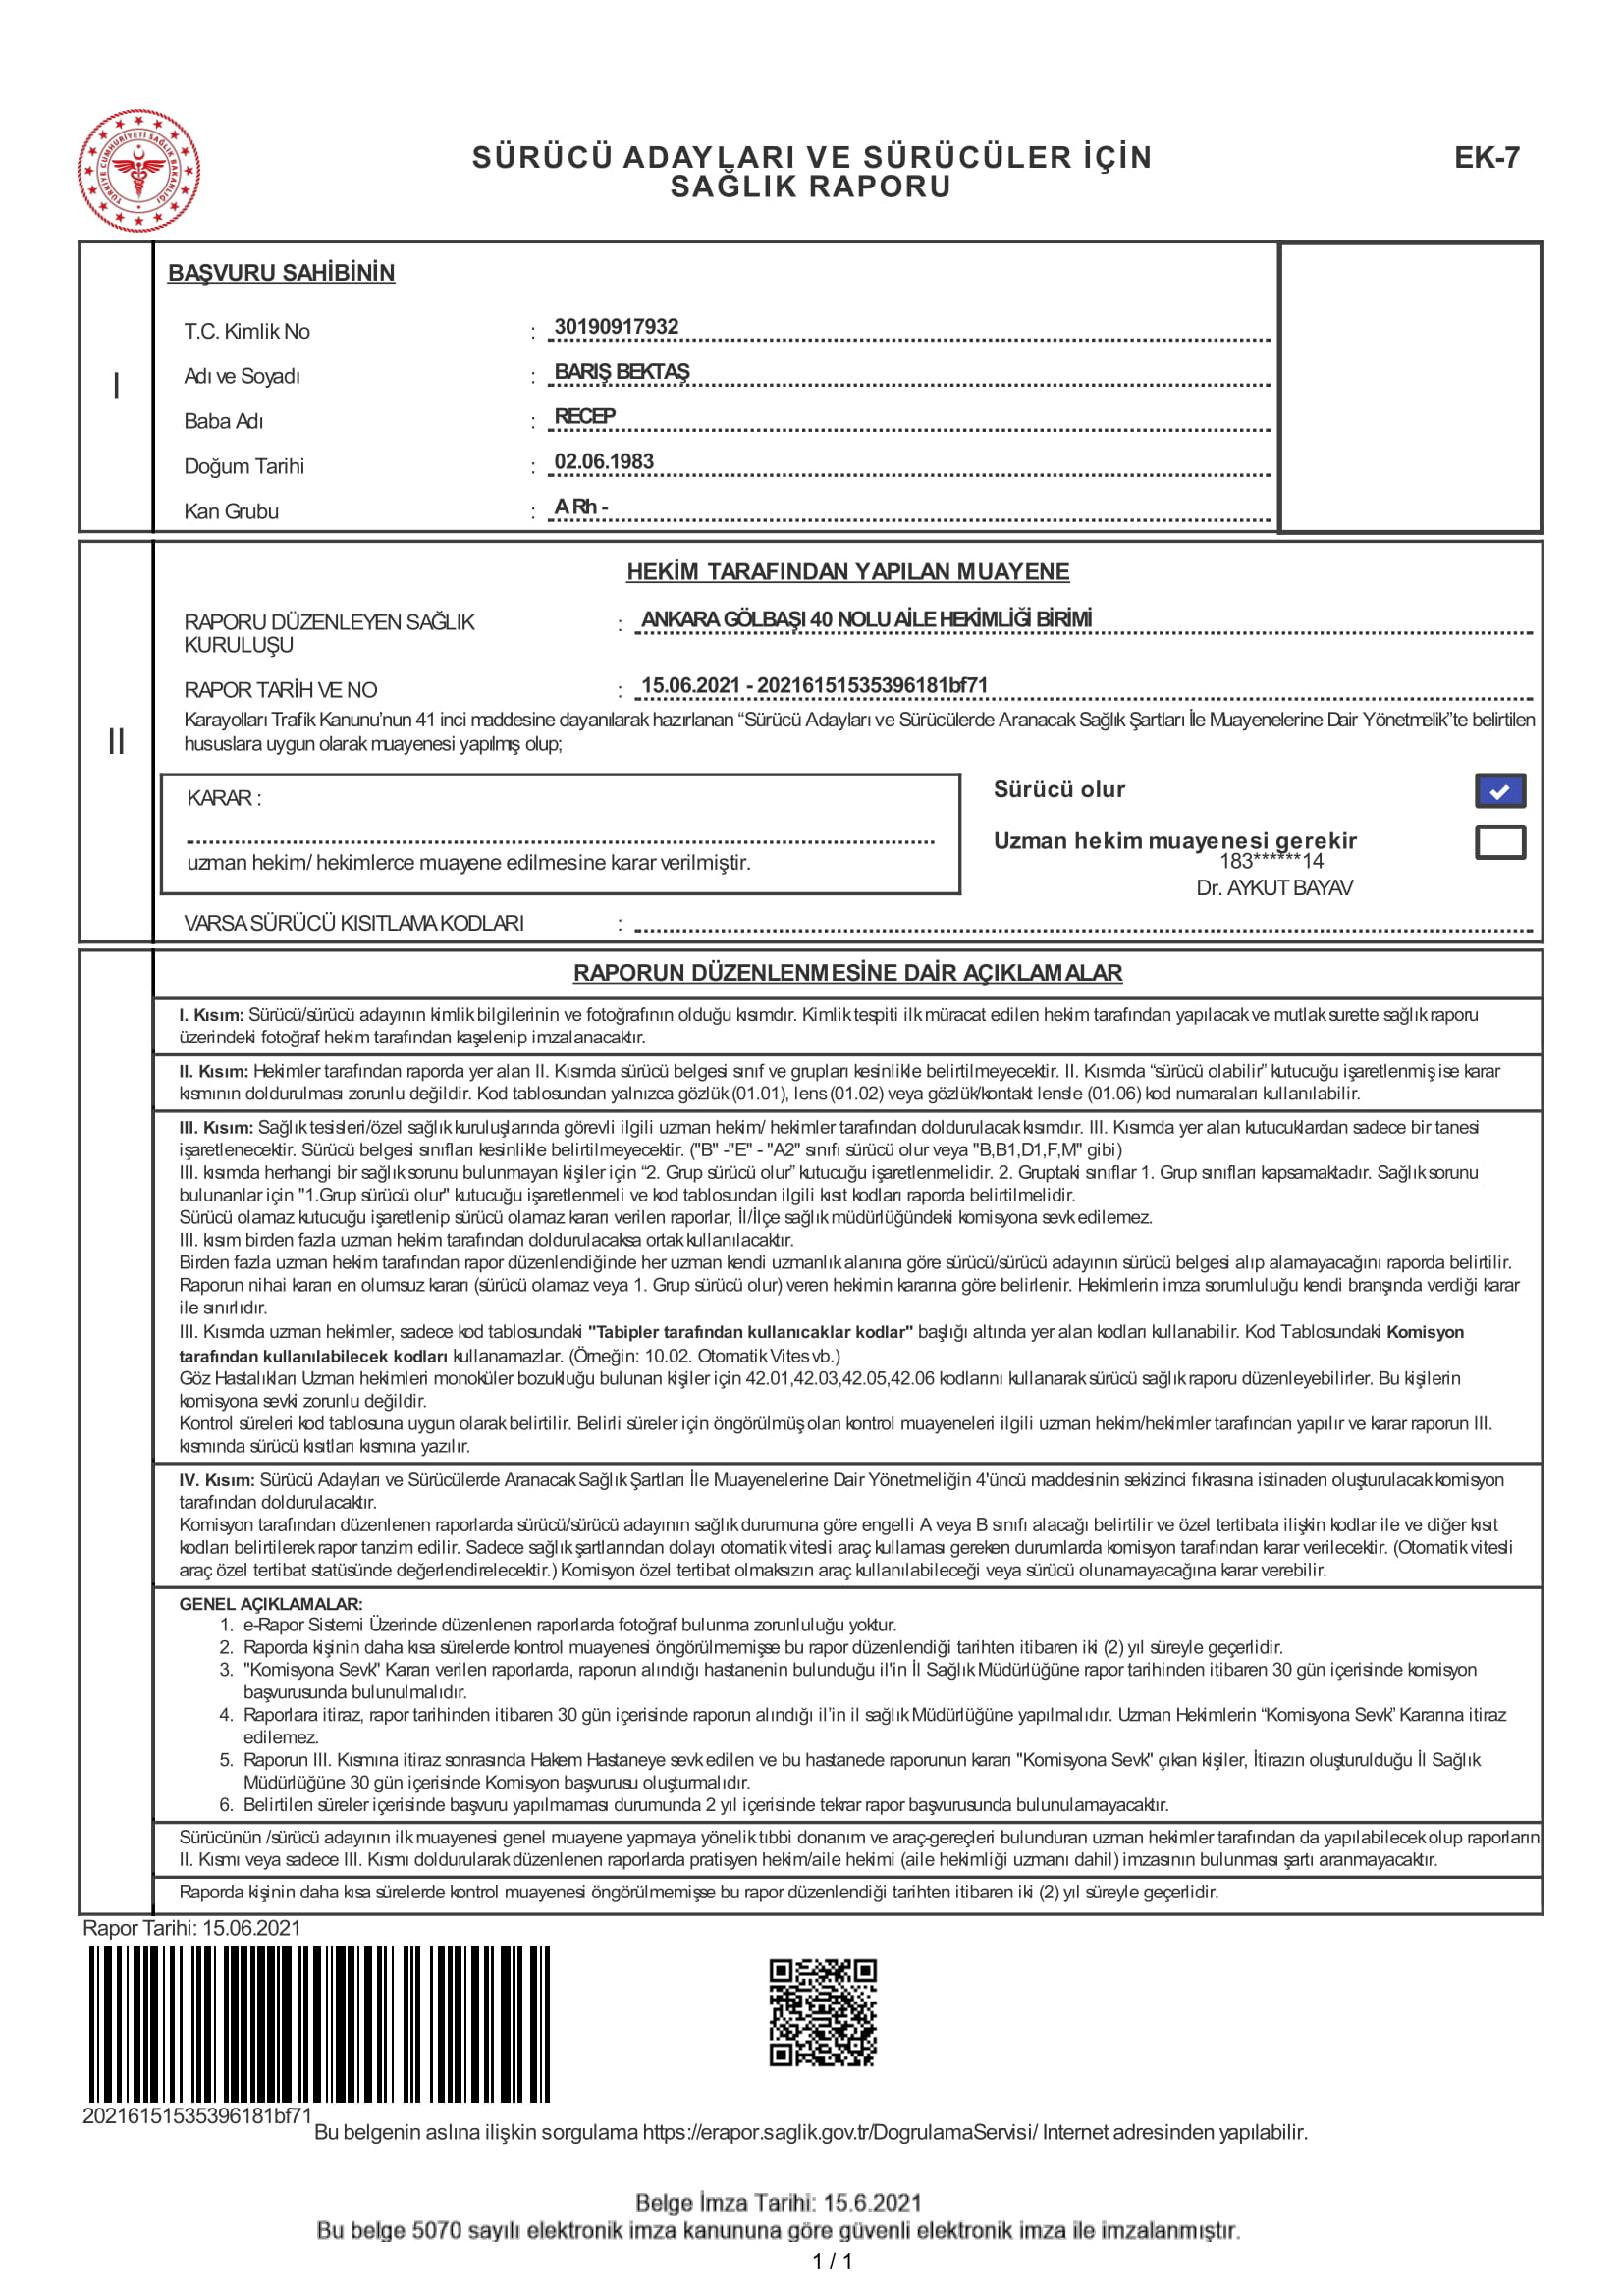 TÜRKİYE CUMHURİYETİ SAĞLIK BAKANLIĞI
SÜRÜCÜ ADAYLARI VE SÜRÜCÜLER İÇİN
SAĞLIK RAPORU
EK-7
I
BAŞVURU SAHİBİNİN
T.C. Kimlik No : 30190917932
Adı ve Soyadı : BARIŞ BEKTAŞ
Baba Adı : RECEP
Doğum Tarihi : 02.06.1983
Kan Grubu : A Rh -
II
HEKİM TARAFINDAN YAPILAN MUAYENE
RAPORU DÜZENLEYEN SAĞLIK
KURULUŞU : ANKARA GÖLBAŞI 40 NOLU AİLE HEKİMLİĞİ BİRİMİ
RAPOR TARİH VE NO : 15.06.2021 - 20216151535396181bf71
Karayolları Trafik Kanunu’nun 41 inci maddesine dayanılarak hazırlanan “Sürücü Adayları ve Sürücülerde Aranacak Sağlık Şartları İle Muayenelerine Dair Yönetmelik”te belirtilen
hususlara uygun olarak muayenesi yapılmış olup;
KARAR :
uzman hekim/ hekimlerce muayene edilmesine karar verilmiştir.
Sürücü olur
Uzman hekim muayenesi gerekir
183******14
Dr. AYKUT BAYAV
VARSA SÜRÜCÜ KISITLAMA KODLARI :
RAPORUN DÜZENLENMESİNE DAİR AÇIKLAMALAR
I. Kısım: Sürücü/sürücü adayının kimlik bilgilerinin ve fotoğrafının olduğu kısımdır. Kimlik tespiti ilk müracat edilen hekim tarafından yapılacak ve mutlak surette sağlık raporu
üzerindeki fotoğraf hekim tarafından kaşelenip imzalanacaktır.
II. Kısım: Hekimler tarafından raporda yer alan II. Kısımda sürücü belgesi sınıf ve grupları kesinlikle belirtilmeyecektir. II. Kısımda “sürücü olabilir” kutucuğu işaretlenmiş ise karar
kısmının doldurulması zorunlu değildir. Kod tablosundan yalnızca gözlük (01.01), lens (01.02) veya gözlük/kontakt lensle (01.06) kod numaraları kullanılabilir.
III. Kısım: Sağlık tesisleri/özel sağlık kuruluşlarında görevli ilgili uzman hekim/ hekimler tarafından doldurulacak kısımdır. III. Kısımda yer alan kutucuklardan sadece bir tanesi
işaretlenecektir. Sürücü belgesi sınıfları kesinlikle belirtilmeyecektir. ("B" -"E" - "A2" sınıfı sürücü olur veya "B,B1,D1,F,M" gibi)
III. kısımda herhangi bir sağlık sorunu bulunmayan kişiler için “2. Grup sürücü olur” kutucuğu işaretlenmelidir. 2. Gruptaki sınıflar 1. Grup sınıfları kapsamaktadır. Sağlık sorunu
bulunanlar için "1.Grup sürücü olur" kutucuğu işaretlenmeli ve kod tablosundan ilgili kısıt kodları raporda belirtilmelidir.
Sürücü olamaz kutucuğu işaretlenip sürücü olamaz kararı verilen raporlar, İl/İlçe sağlık müdürlüğündeki komisyona sevk edilemez.
III. kısım birden fazla uzman hekim tarafından doldurulacaksa ortak kullanılacaktır.
Birden fazla uzman hekim tarafından rapor düzenlendiğinde her uzman kendi uzmanlık alanına göre sürücü/sürücü adayının sürücü belgesi alıp alamayacağını raporda belirtilir.
Raporun nihai kararı en olumsuz kararı (sürücü olamaz veya 1. Grup sürücü olur) veren hekimin kararına göre belirlenir. Hekimlerin imza sorumluluğu kendi branşında verdiği karar
ile sınırlıdır.
III. Kısımda uzman hekimler, sadece kod tablosundaki "Tabipler tarafından kullanıcaklar kodlar" başlığı altında yer alan kodları kullanabilir. Kod Tablosundaki Komisyon
tarafından kullanılabilecek kodları kullanamazlar. (Örneğin: 10.02. Otomatik Vites vb.)
Göz Hastalıkları Uzman hekimleri monoküler bozukluğu bulunan kişiler için 42.01,42.03,42.05,42.06 kodlarını kullanarak sürücü sağlık raporu düzenleyebilirler. Bu kişilerin
komisyona sevki zorunlu değildir.
Kontrol süreleri kod tablosuna uygun olarak belirtilir. Belirli süreler için öngörülmüş olan kontrol muayeneleri ilgili uzman hekim/hekimler tarafından yapılır ve karar raporun III.
kısmında sürücü kısıtları kısmına yazılır.
IV. Kısım: Sürücü Adayları ve Sürücülerde Aranacak Sağlık Şartları İle Muayenelerine Dair Yönetmeliğin 4'üncü maddesinin sekizinci fıkrasına istinaden oluşturulacak komisyon
tarafından doldurulacaktır.
Komisyon tarafından düzenlenen raporlarda sürücü/sürücü adayının sağlık durumuna göre engelli A veya B sınıfı alacağı belirtilir ve özel tertibata ilişkin kodlar ile ve diğer kısıt
kodları belirtilerek rapor tanzim edilir. Sadece sağlık şartlarından dolayı otomatik vitesli araç kullaması gereken durumlarda komisyon tarafından karar verilecektir. (Otomatik vitesli
araç özel tertibat statüsünde değerlendirelecektir.) Komisyon özel tertibat olmaksızın araç kullanılabileceği veya sürücü olunamayacağına karar verebilir.
GENEL AÇIKLAMALAR:
1. e-Rapor Sistemi Üzerinde düzenlenen raporlarda fotoğraf bulunma zorunluluğu yoktur.
2. Raporda kişinin daha kısa sürelerde kontrol muayenesi öngörülmemişse bu rapor düzenlendiği tarihten itibaren iki (2) yıl süreyle geçerlidir.
3. "Komisyona Sevk" Kararı verilen raporlarda, raporun alındığı hastanenin bulunduğu il'in İl Sağlık Müdürlüğüne rapor tarihinden itibaren 30 gün içerisinde komisyon
başvurusunda bulunulmalıdır.
4. Raporlara itiraz, rapor tarihinden itibaren 30 gün içerisinde raporun alındığı il’in il sağlık Müdürlüğüne yapılmalıdır. Uzman Hekimlerin “Komisyona Sevk” Kararına itiraz
edilemez.
5. Raporun III. Kısmına itiraz sonrasında Hakem Hastaneye sevk edilen ve bu hastanede raporunun kararı "Komisyona Sevk" çıkan kişiler, İtirazın oluşturulduğu İl Sağlık
Müdürlüğüne 30 gün içerisinde Komisyon başvurusu oluşturmalıdır.
6. Belirtilen süreler içerisinde başvuru yapılmaması durumunda 2 yıl içerisinde tekrar rapor başvurusunda bulunulamayacaktır.
Sürücünün /sürücü adayının ilk muayenesi genel muayene yapmaya yönelik tıbbi donanım ve araç-gereçleri bulunduran uzman hekimler tarafından da yapılabilecek olup raporların
II. Kısmı veya sadece III. Kısmı doldurularak düzenlenen raporlarda pratisyen hekim/aile hekimi (aile hekimliği uzmanı dahil) imzasının bulunması şartı aranmayacaktır.
Raporda kişinin daha kısa sürelerde kontrol muayenesi öngörülmemişse bu rapor düzenlendiği tarihten itibaren iki (2) yıl süreyle geçerlidir.
Rapor Tarihi: 15.06.2021
20216151535396181bf71
Bu belgenin aslına ilişkin sorgulama https://erapor.saglik.gov.tr/DogrulamaServisi/ Internet adresinden yapılabilir.
Belge İmza Tarihi: 15.6.2021
Bu belge 5070 sayılı elektronik imza kanununa göre güvenli elektronik imza ile imzalanmıştır.
1 / 1